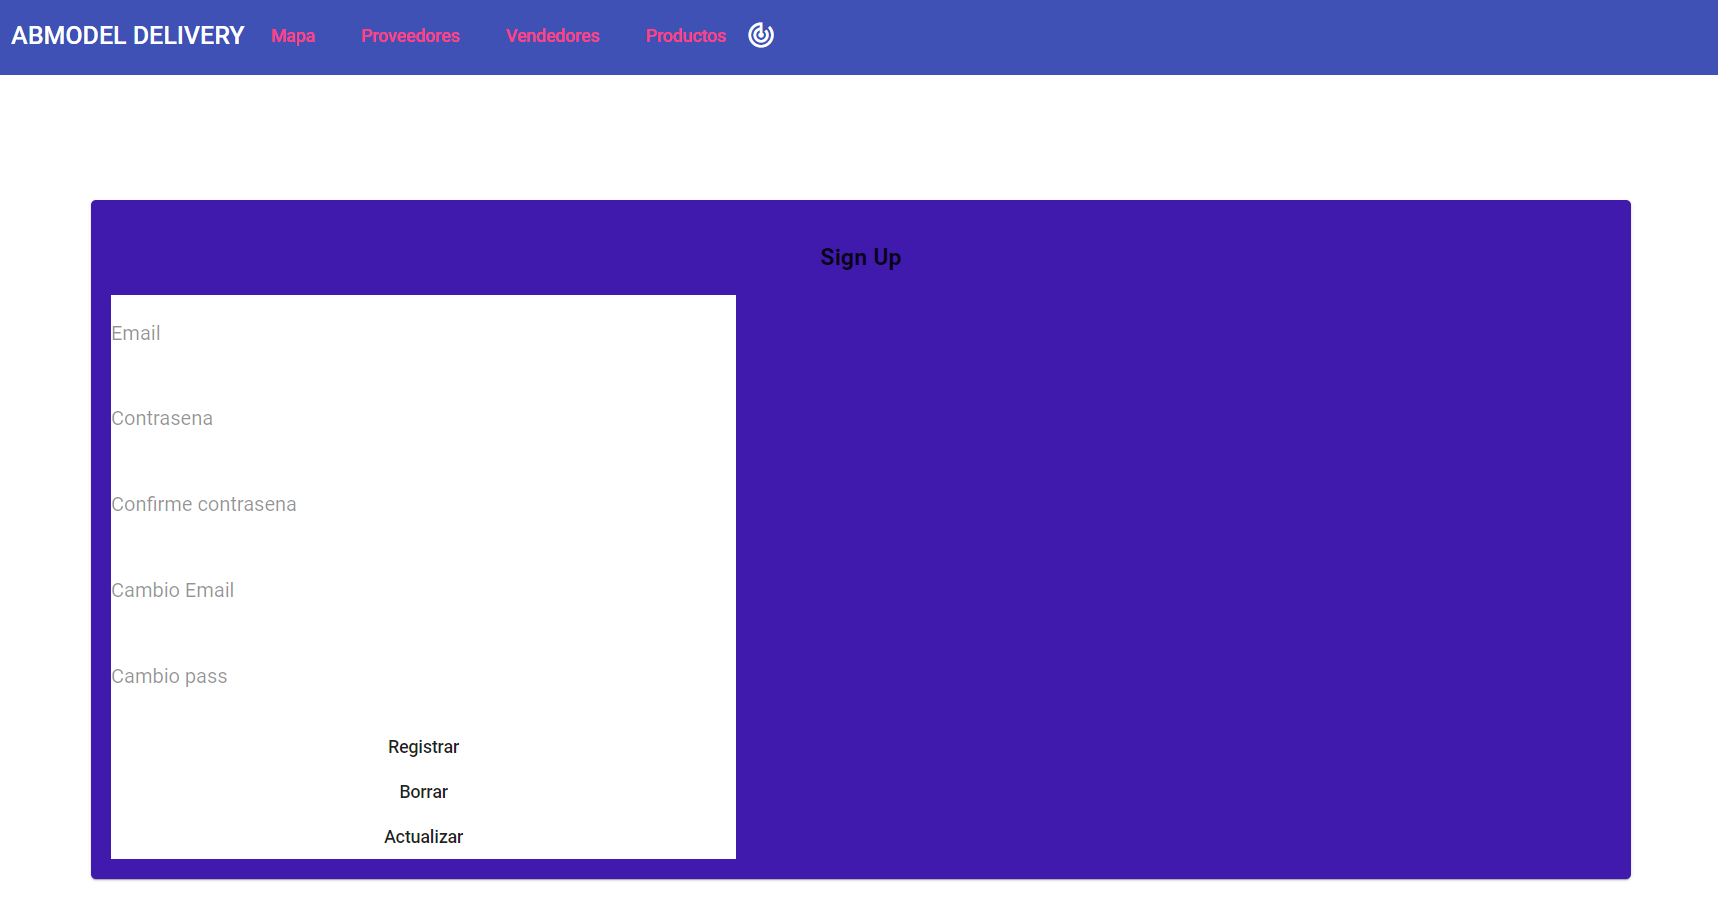 ABMODEL DELIVERY Mapa Proveedores Vendedores Productos
Sign Up
Email
Contrasena
Confirme contrasena
Cambio Email
Cambio pass
Registrar
Borrar
Actualizar